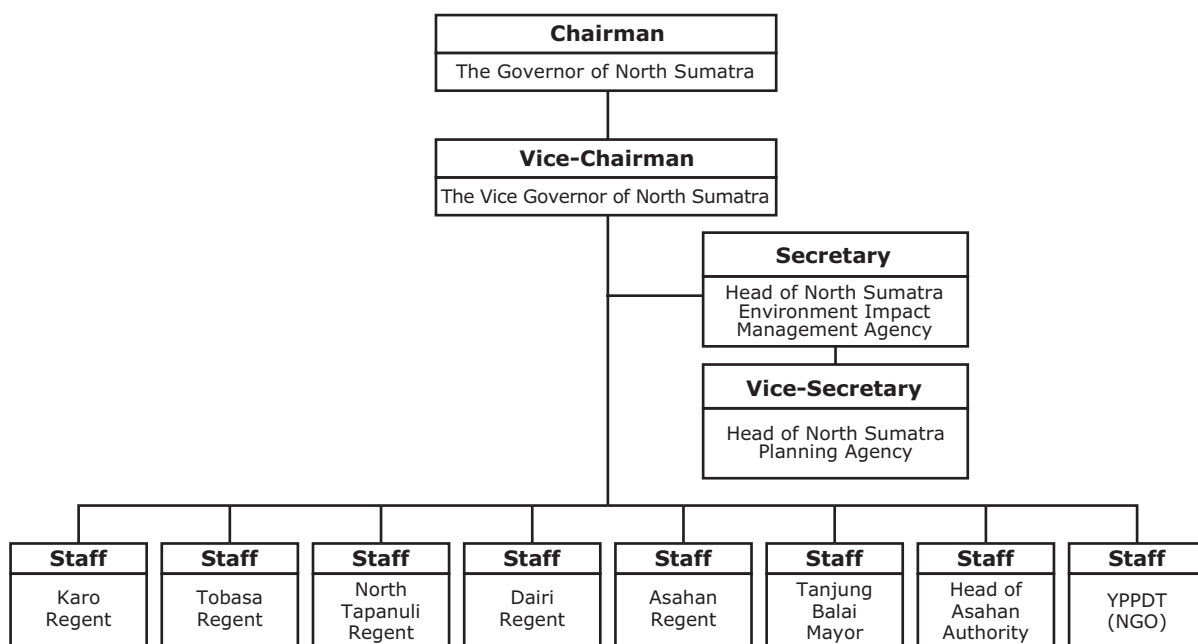 Chairman
The Governor of North Sumatra
Vice-Chairman
The Vice Governor of North Sumatra
Secretary
Head of North Sumatra
Environment Impact
Management Agency
Vice-Secretary
Head of North Sumatra
Planning Agency
Staff
Karo
Regent
Staff
Tobasa
Regent
Staff
North
Tapanuli
Regent
Staff
Dairi
Regent
Staff
Asahan
Regent
Staff
Tanjung
Balai
Mayor
Staff
Head of
Asahan
Authority
Staff
YPPDT
(NGO)